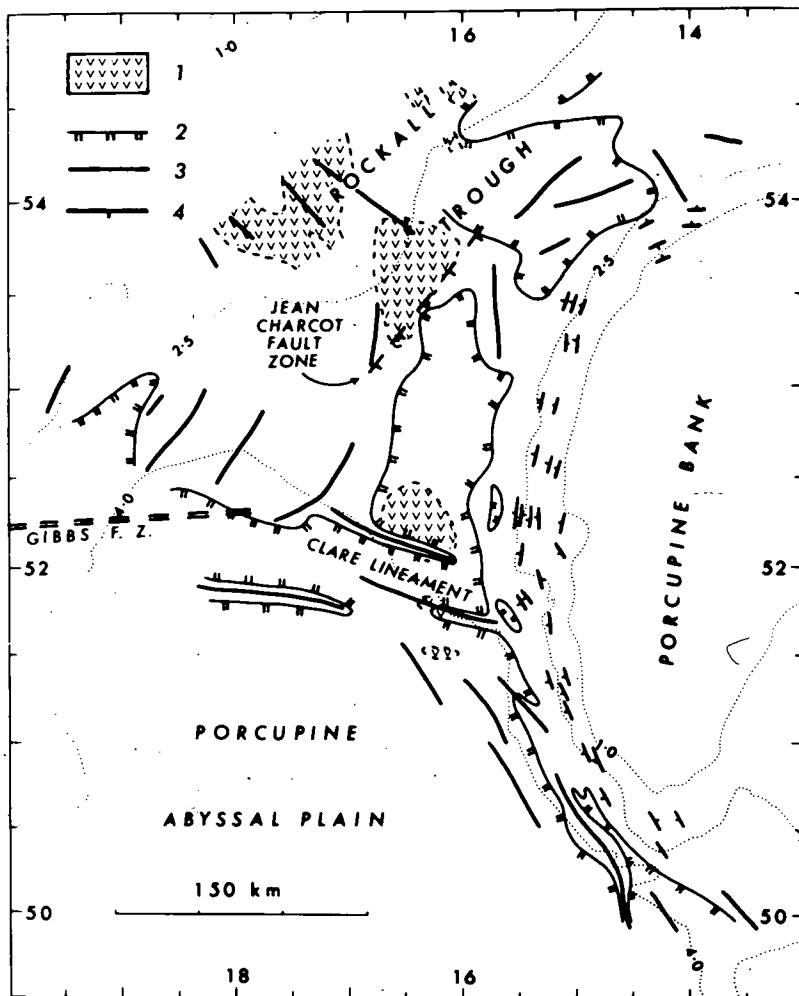 16
14
1·0
1
2
3
4
ROCKALL
TROUGH
54
54
2·5
JEAN
CHARCOT
FAULT
ZONE
2·5
PORCUPINE BANK
4·0
GIBBS F. Z.
52
CLARE LINEAMENT
52
PORCUPINE
1·0
ABYSSAL PLAIN
150 km
50
50
4·0
18
16